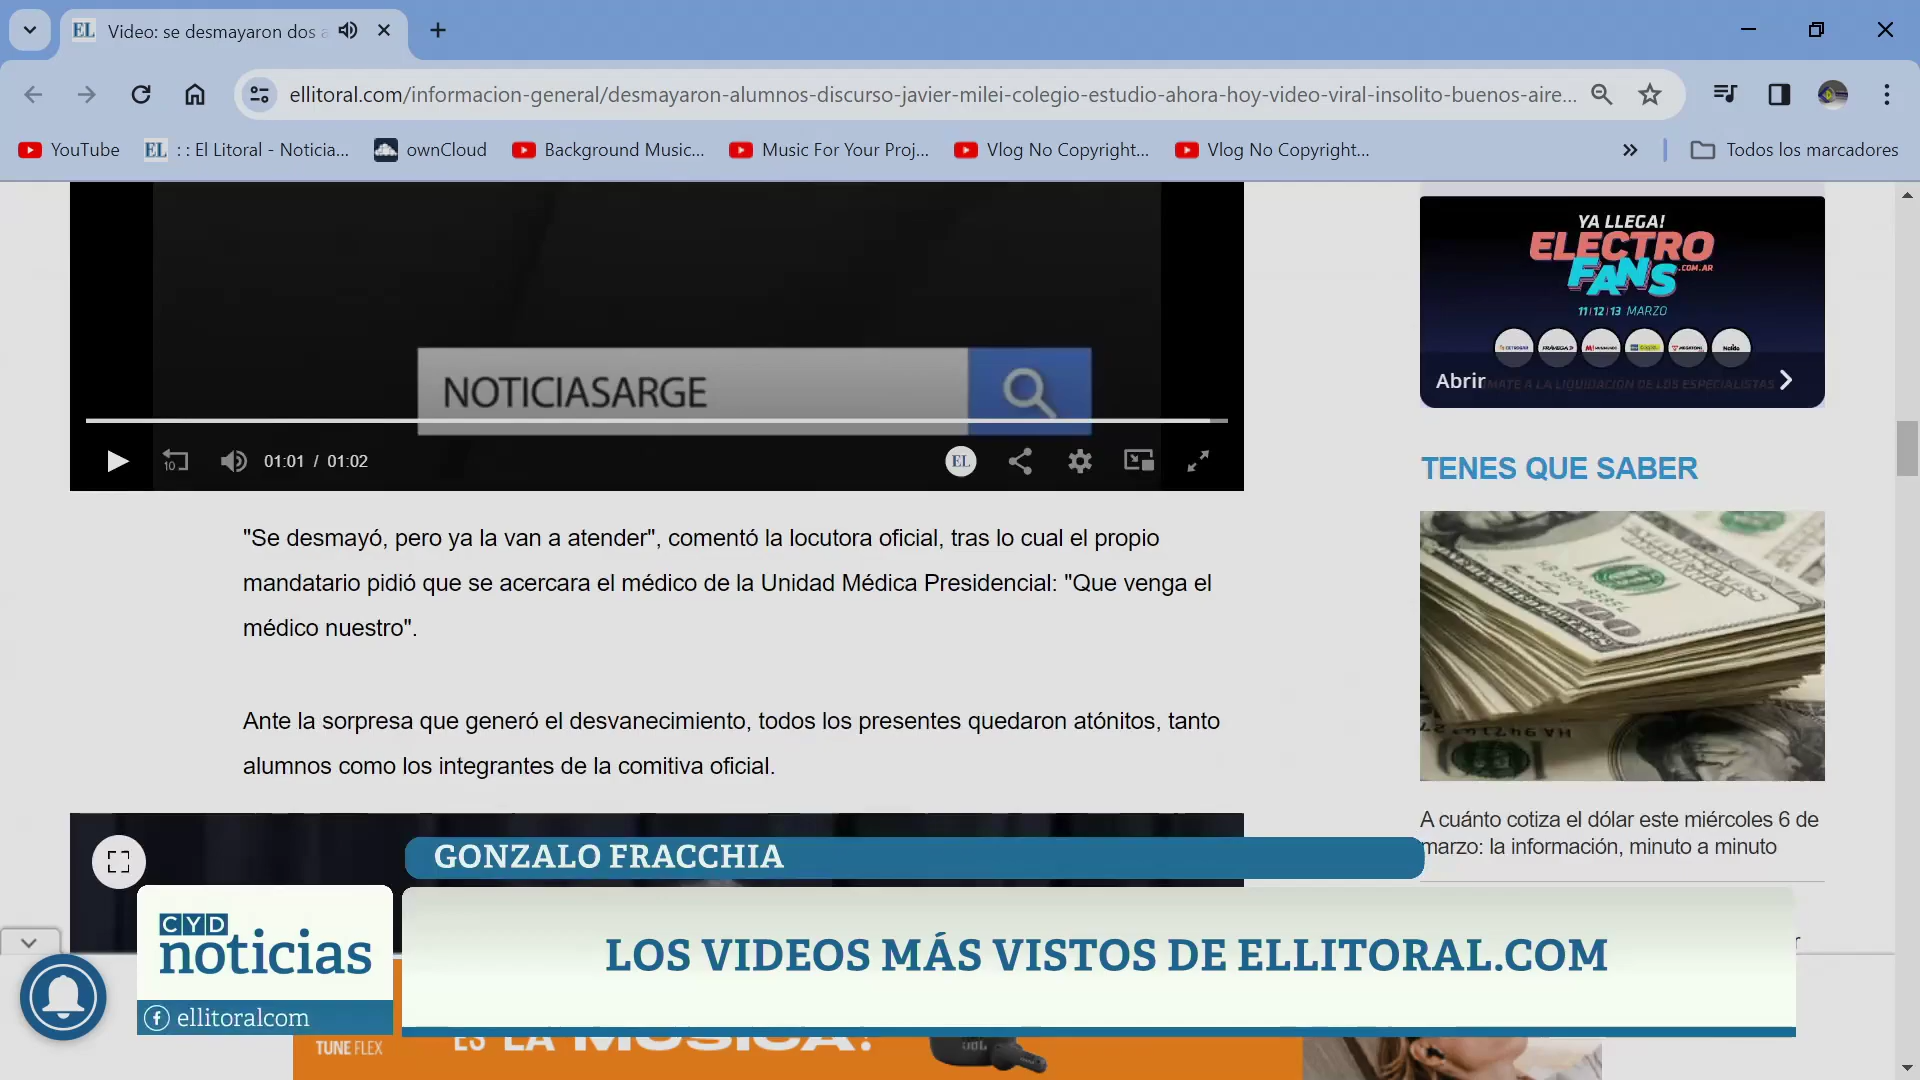 EL
Video: se desmayaron dos a
ellitoral.com/informacion-general/desmayaron-alumnos-discurso-javier-milei-colegio-estudio-ahora-hoy-video-viral-insolito-buenos-aire...
YouTube
EL : : El Litoral - Noticia...
ownCloud
Background Music...
Music For Your Proj...
Vlog No Copyright...
Vlog No Copyright...
Todos los marcadores
NOTICIASARGE
10
01:01 / 01:02
EL
"Se desmayó, pero ya la van a atender", comentó la locutora oficial, tras lo cual el propio
mandatario pidió que se acercara el médico de la Unidad Médica Presidencial: "Que venga el
médico nuestro".
Ante la sorpresa que generó el desvanecimiento, todos los presentes quedaron atónitos, tanto
alumnos como los integrantes de la comitiva oficial.
YA LLEGA!
ELECTRO
FANS
.COM.AR
11|12|13 MARZO
Abrir
TENES QUE SABER
100
A cuánto cotiza el dólar este miércoles 6 de
marzo: la información, minuto a minuto
GONZALO FRACCHIA
CYD
noticias
ellitoralcom
LOS VIDEOS MÁS VISTOS DE ELLITORAL.COM
TUNE FLEX
ES LA MÚSICA!